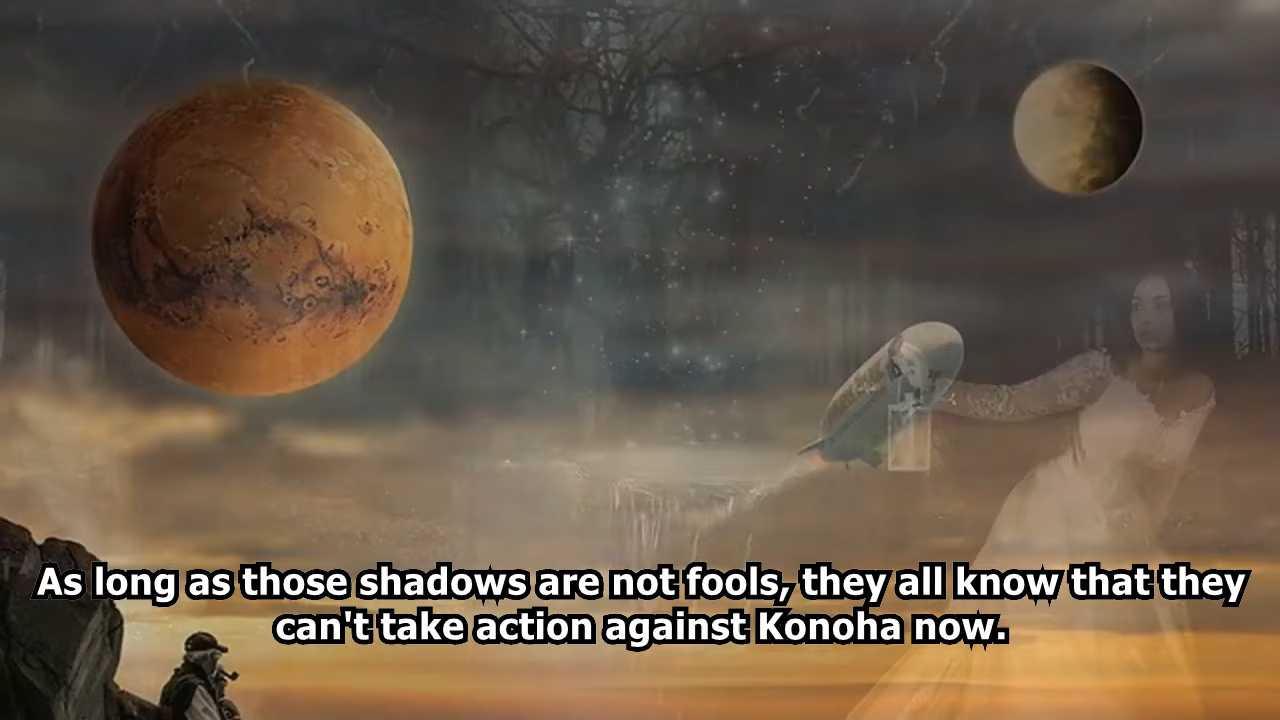 As long as those shadows are not fools, they all know that they
can't take action against Konoha now.